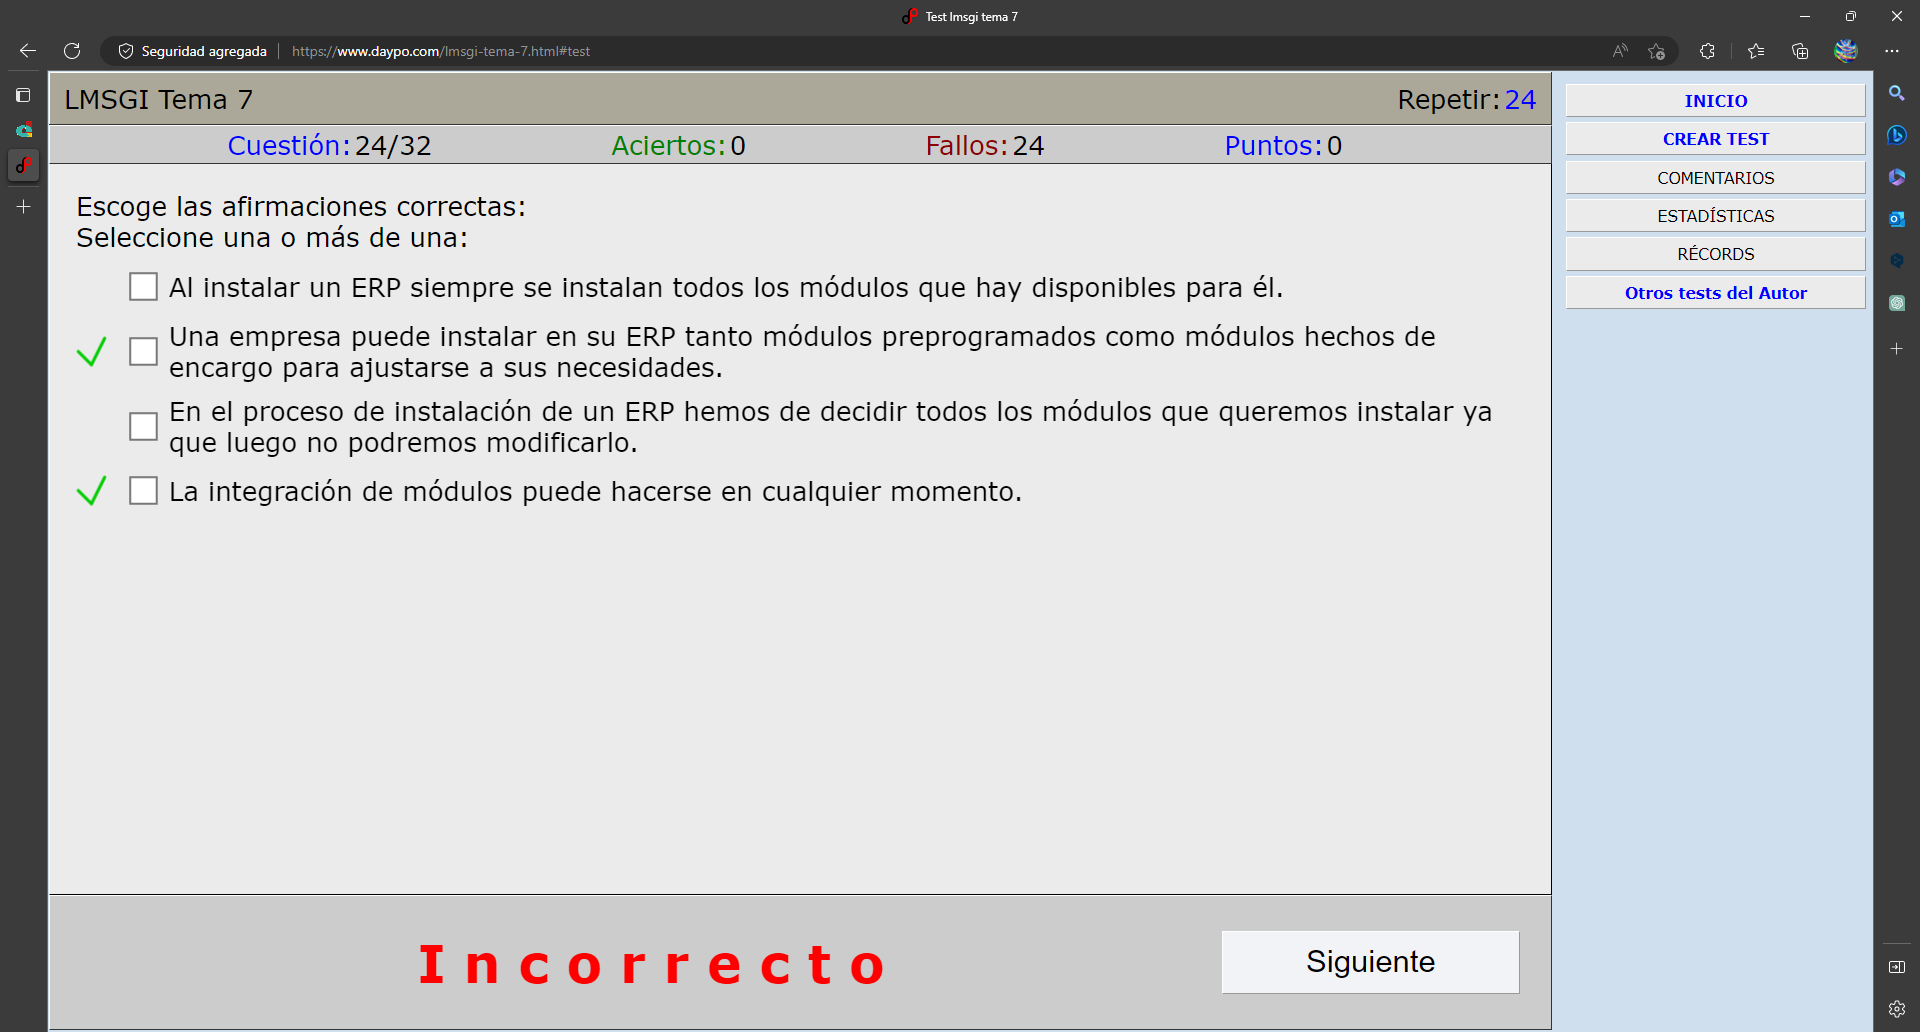 Test lmsgi tema 7
Seguridad agregada
https://www.daypo.com/lmsgi-tema-7.html#test
LMSGI Tema 7
Repetir: 24
Cuestión: 24/32
Aciertos: 0
Fallos: 24
Puntos: 0
Escoge las afirmaciones correctas:
Seleccione una o más de una:
Al instalar un ERP siempre se instalan todos los módulos que hay disponibles para él.
Una empresa puede instalar en su ERP tanto módulos preprogramados como módulos hechos de
encargo para ajustarse a sus necesidades.
En el proceso de instalación de un ERP hemos de decidir todos los módulos que queremos instalar ya
que luego no podremos modificarlo.
La integración de módulos puede hacerse en cualquier momento.
Incorrecto
Siguiente
INICIO
CREAR TEST
COMENTARIOS
ESTADÍSTICAS
RÉCORDS
Otros tests del Autor